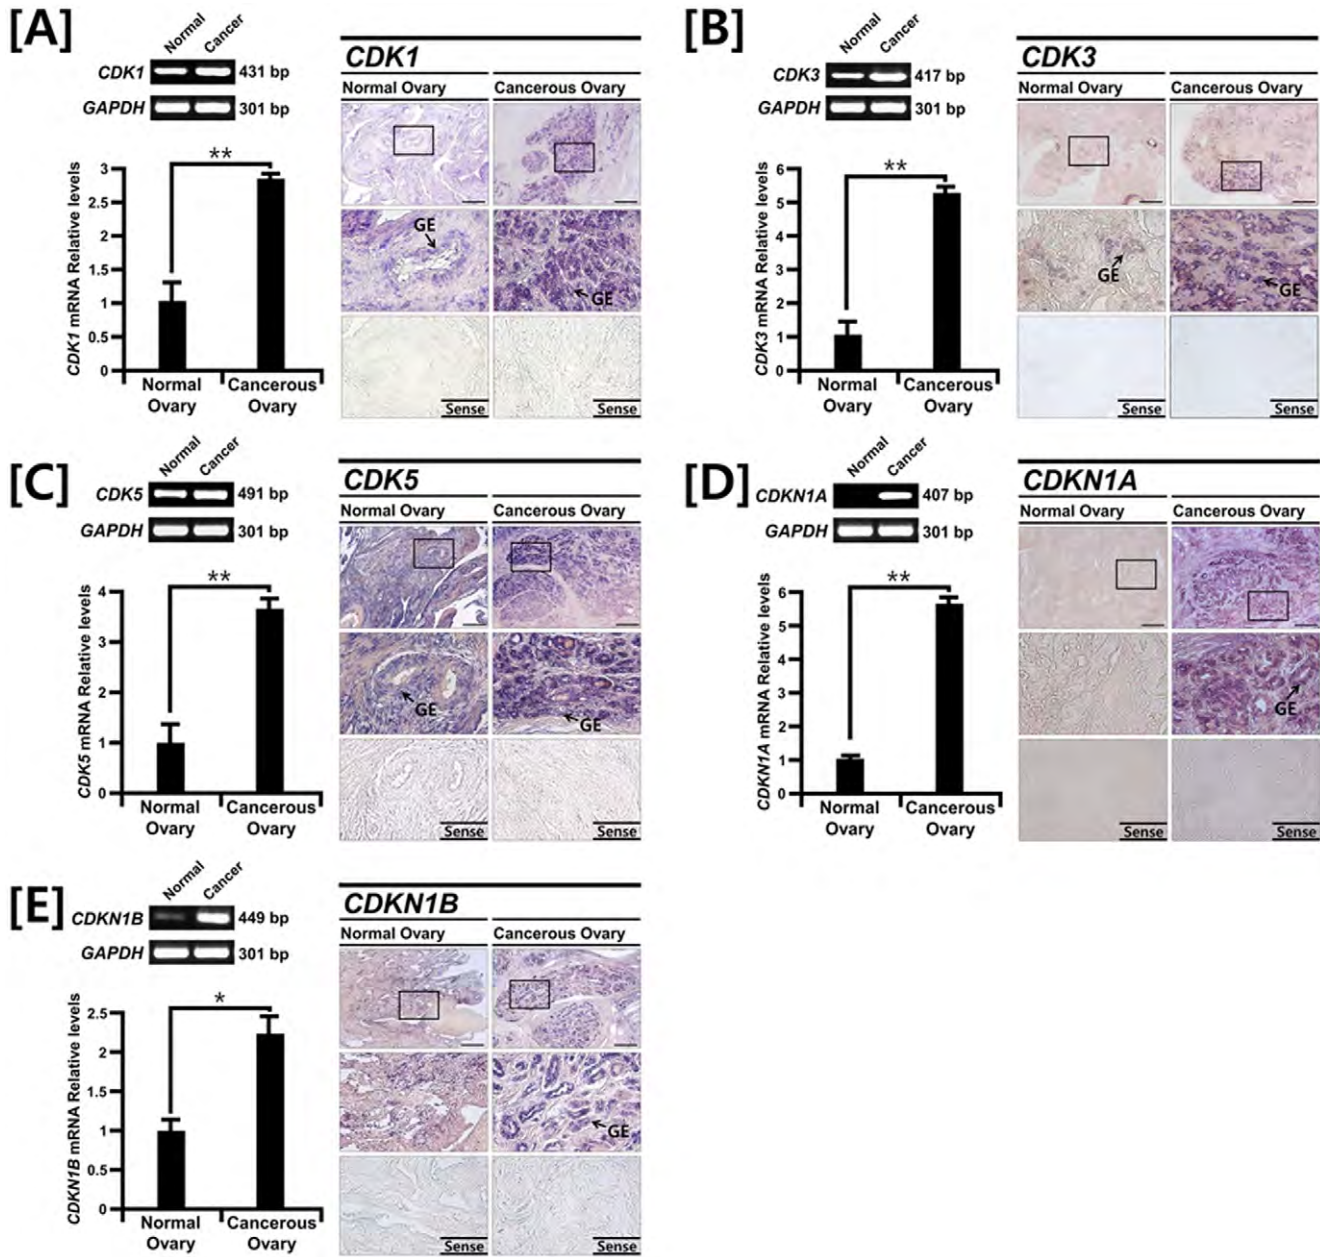 [A]
Normal
Cancer
CDK1
431 bp
GAPDH
301 bp
CDK1 mRNA Relative levels
3
2.5
2
1.5
1
0.5
0
**
Normal
Ovary
Cancerous
Ovary
CDK1
Normal Ovary
Cancerous Ovary
GE
GE
Sense
Sense
[B]
Normal
Cancer
CDK3
417 bp
GAPDH
301 bp
CDK3 mRNA Relative levels
6
5
4
3
2
1
0
**
Normal
Ovary
Cancerous
Ovary
CDK3
Normal Ovary
Cancerous Ovary
GE
GE
Sense
Sense
[C]
Normal
Cancer
CDK5
491 bp
GAPDH
301 bp
CDK5 mRNA Relative levels
4
3
2
1
0
**
Normal
Ovary
Cancerous
Ovary
CDK5
Normal Ovary
Cancerous Ovary
GE
GE
Sense
Sense
[D]
Normal
Cancer
CDKN1A
407 bp
GAPDH
301 bp
CDKN1A mRNA Relative levels
6
5
4
3
2
1
0
**
Normal
Ovary
Cancerous
Ovary
CDKN1A
Normal Ovary
Cancerous Ovary
GE
Sense
Sense
[E]
Normal
Cancer
CDKN1B
449 bp
GAPDH
301 bp
CDKN1B mRNA Relative levels
2.5
2
1.5
1
0.5
0
*
Normal
Ovary
Cancerous
Ovary
CDKN1B
Normal Ovary
Cancerous Ovary
GE
Sense
Sense